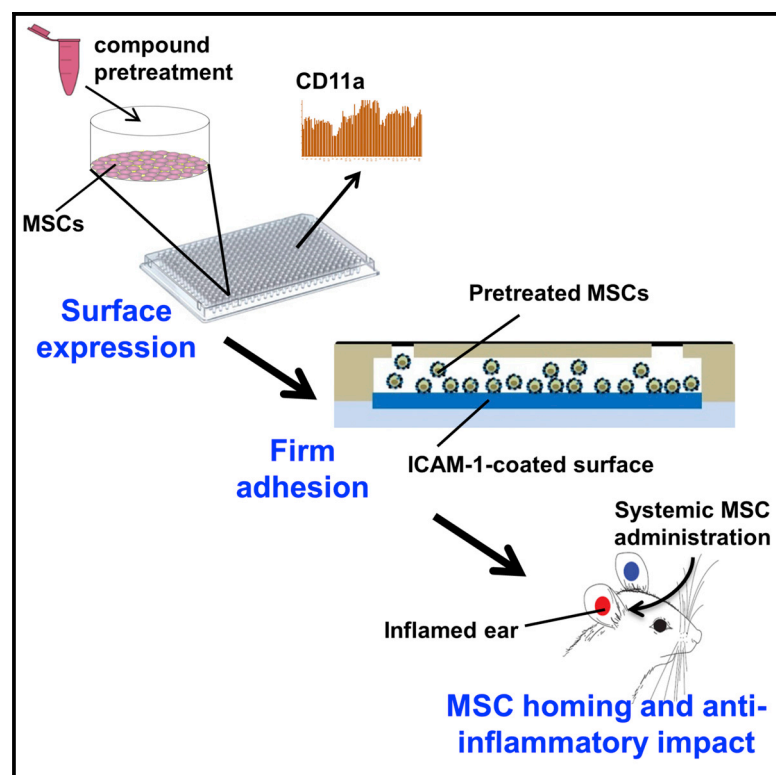 compound
pretreatment
CD11a
MSCs
Surface
expression
Pretreated MSCs
ICAM-1-coated surface
Firm
adhesion
Systemic MSC
administration
Inflamed ear
MSC homing and anti-
inflammatory impact